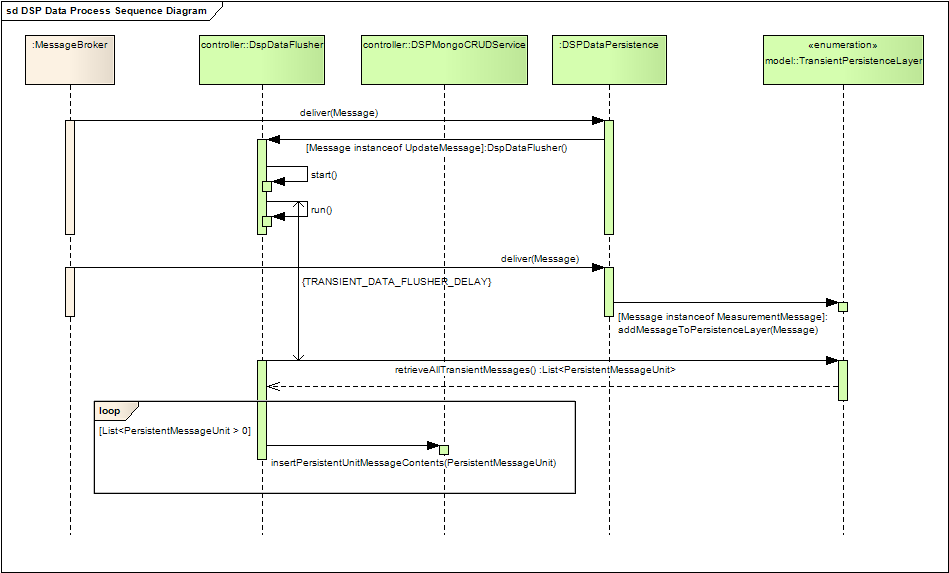 sd DSP Data Process Sequence Diagram
:MessageBroker
controller::DspDataFlusher
controller::DSPMongoCRUDService
:DSPDataPersistence
«enumeration»
model::TransientPersistenceLayer
deliver(Message)
[Message instanceof UpdateMessage]:DspDataFlusher()
start()
run()
deliver(Message)
{TRANSIENT_DATA_FLUSHER_DELAY}
[Message instanceof MeasurementMessage]:
addMessageToPersistenceLayer(Message)
retrieveAllTransientMessages() :List<PersistentMessageUnit>
loop
[List<PersistentMessageUnit > 0]
insertPersistentUnitMessageContents(PersistentMessageUnit)